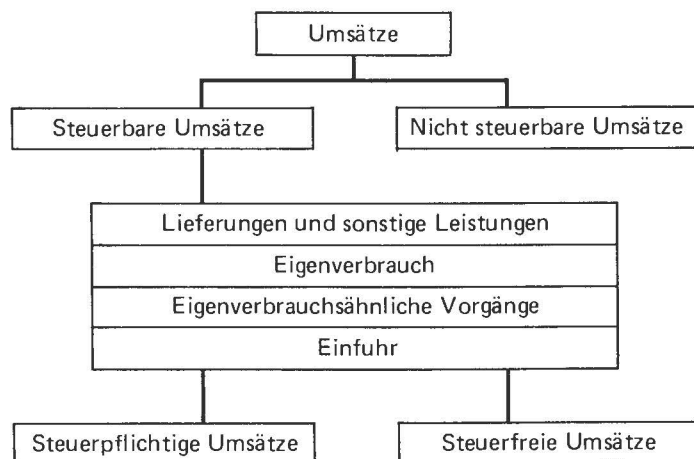 Umsätze
Steuerbare Umsätze
Nicht steuerbare Umsätze
Lieferungen und sonstige Leistungen
Eigenverbrauch
Eigenverbrauchsähnliche Vorgänge
Einfuhr
Steuerpflichtige Umsätze
Steuerfreie Umsätze